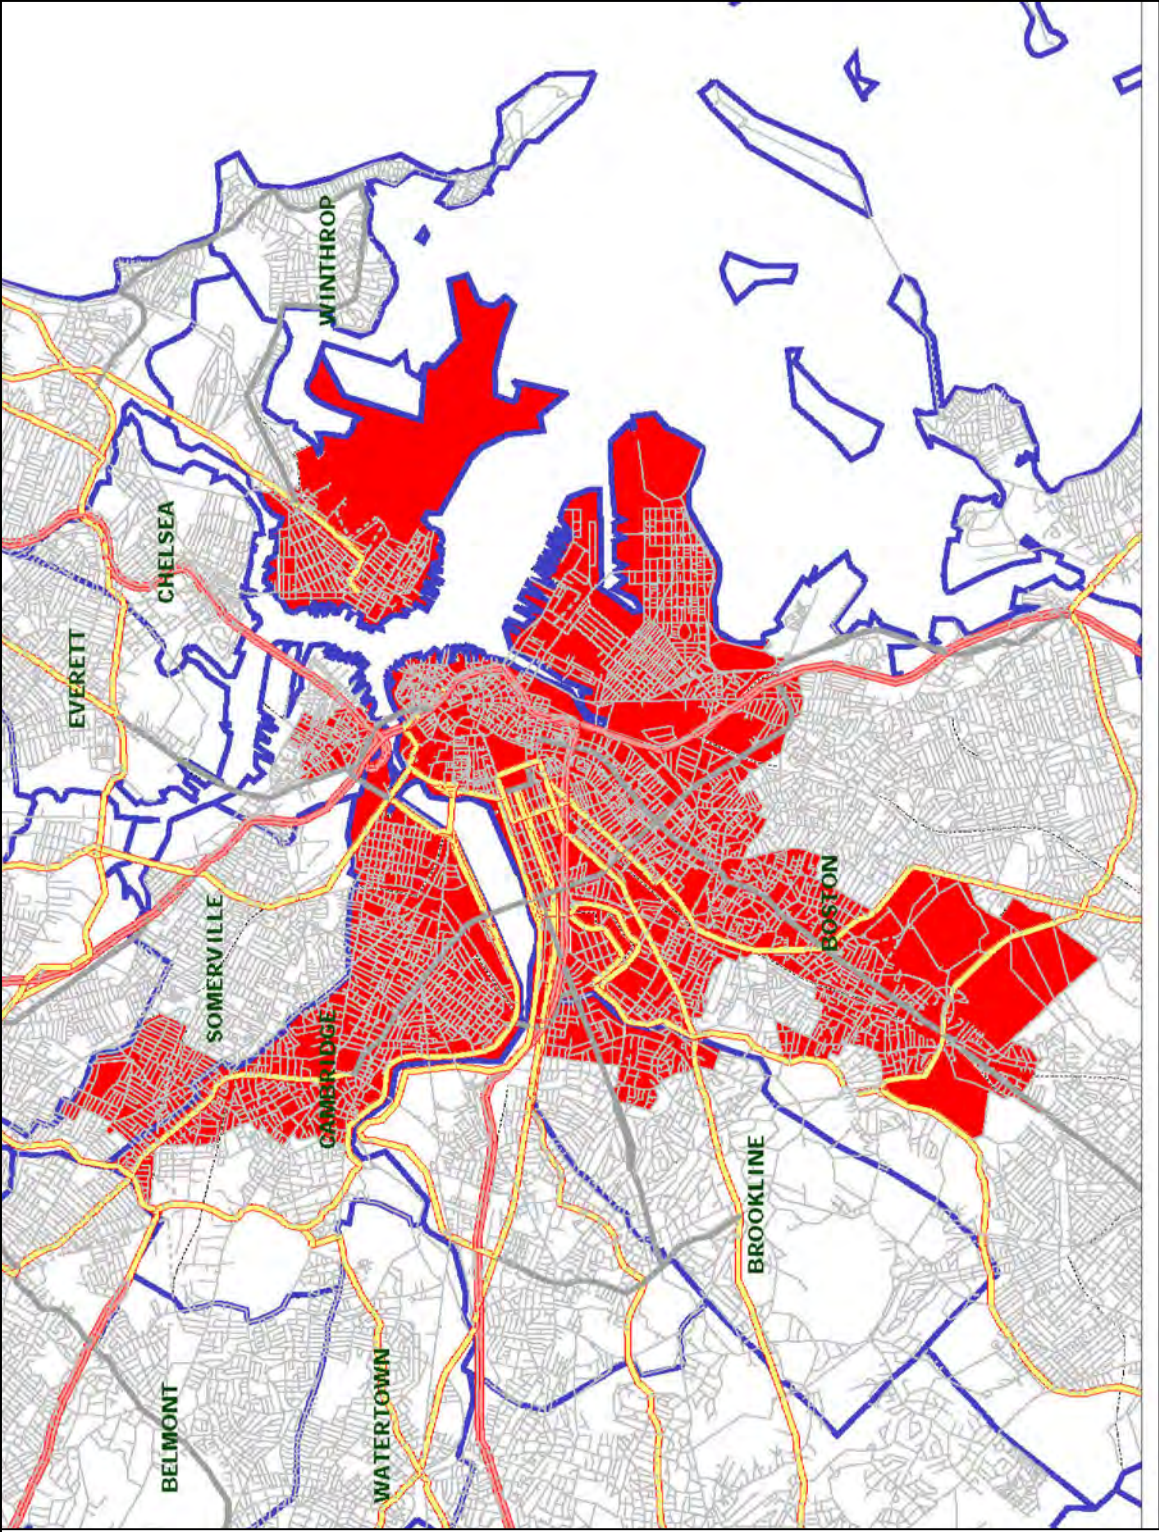 WINTHROP
CHELSEA
EVERETT
SOMERVILLE
BOSTON
CAMBRIDGE
BROOKLINE
BELMONT
WATERTOWN